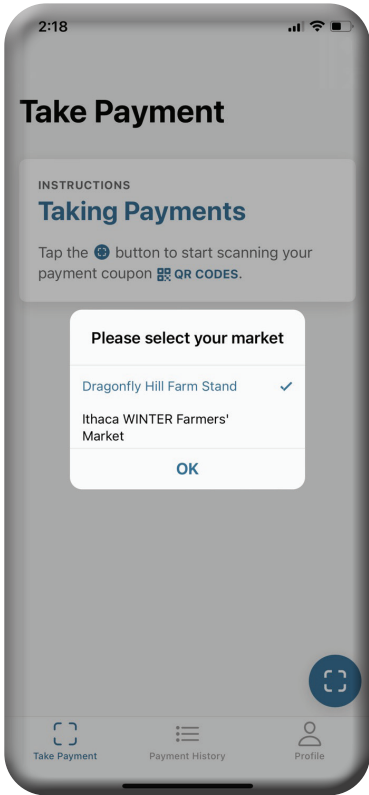 2:18
Take Payment
INSTRUCTIONS
Taking Payments
Tap the button to start scanning your
payment coupon QR CODES.
Please select your market
Dragonfly Hill Farm Stand
Ithaca WINTER Farmers'
Market
OK
Take Payment
Payment History
Profile